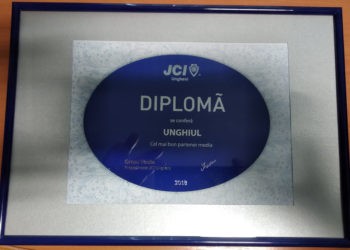 JCI
Ungheni
DIPLOMĂ
se conferă
UNGHIUL
Cel mai bun partener media
2018